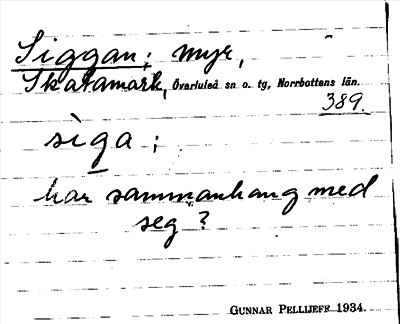 Siggan; myr,
Skatamark, Överluleå sn o. tg, Norrbottens län.
389.
sìga;
har sammanhang med
seg?
GUNNAR PELLIJEFF 1934.